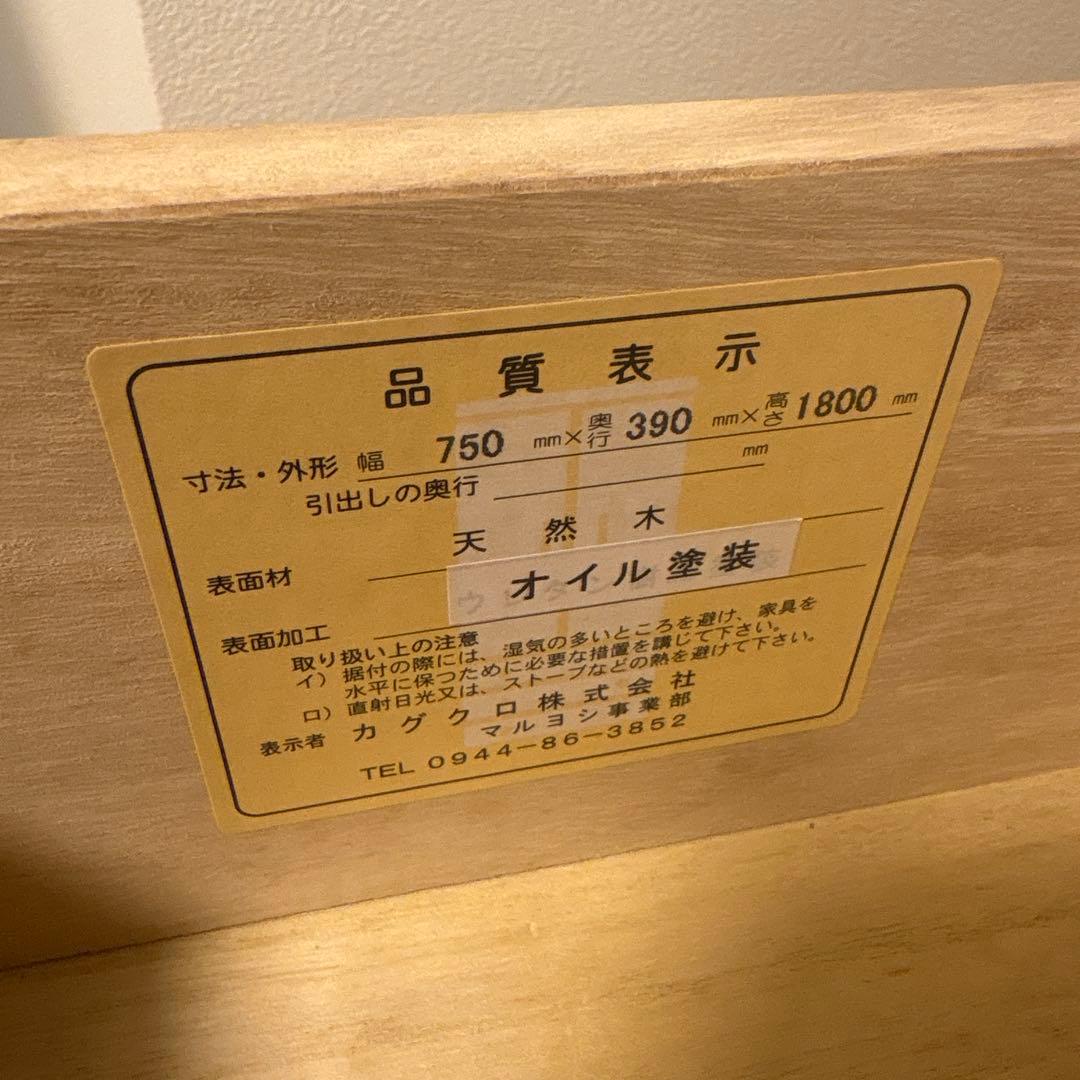 品質表示
寸法・外形 幅 750 mm×奥行 390 mm×高さ 1800 mm
引出しの奥行 mm
表面材 天然木
表面加工 オイル塗装
取り扱い上の注意
イ) 据付の際には、湿気の多いところを避け、家具を
水平に保つために必要な措置を講じて下さい。
ロ) 直射日光又は、ストーブなどの熱を避けて下さい。
表示者 カグクロ株式会社
マルヨシ事業部
TEL 0944-86-3852